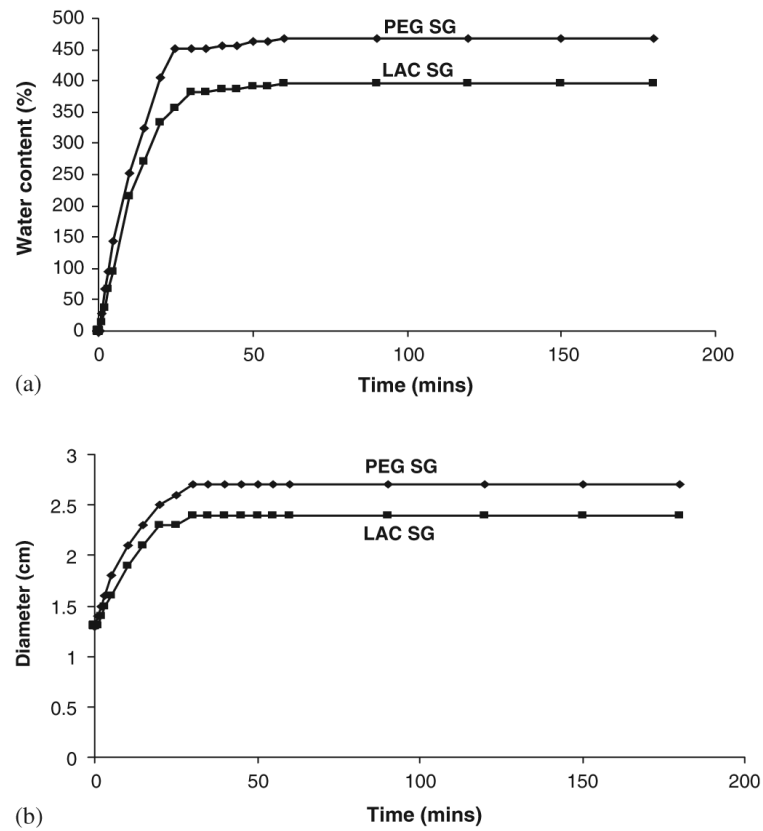 500
450
400
350
300
250
200
150
100
50
0
Water content (%)
PEG SG
LAC SG
0
50
100
150
200
Time (mins)
(a)
3
2.5
2
1.5
1
0.5
0
Diameter (cm)
PEG SG
LAC SG
0
50
100
150
200
Time (mins)
(b)